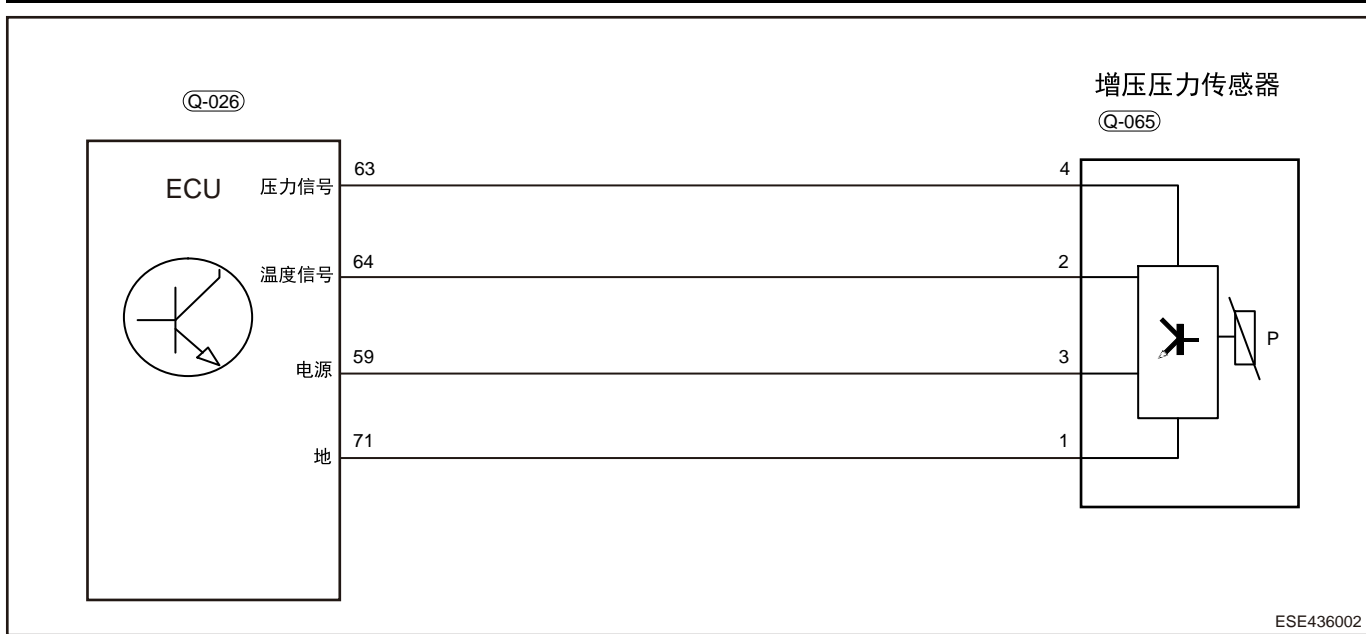 增压压力传感器
Q-026
Q-065
ECU
压力信号 63 4
温度信号 64 2
电源 59 3
地 71 1
P
ESE436002